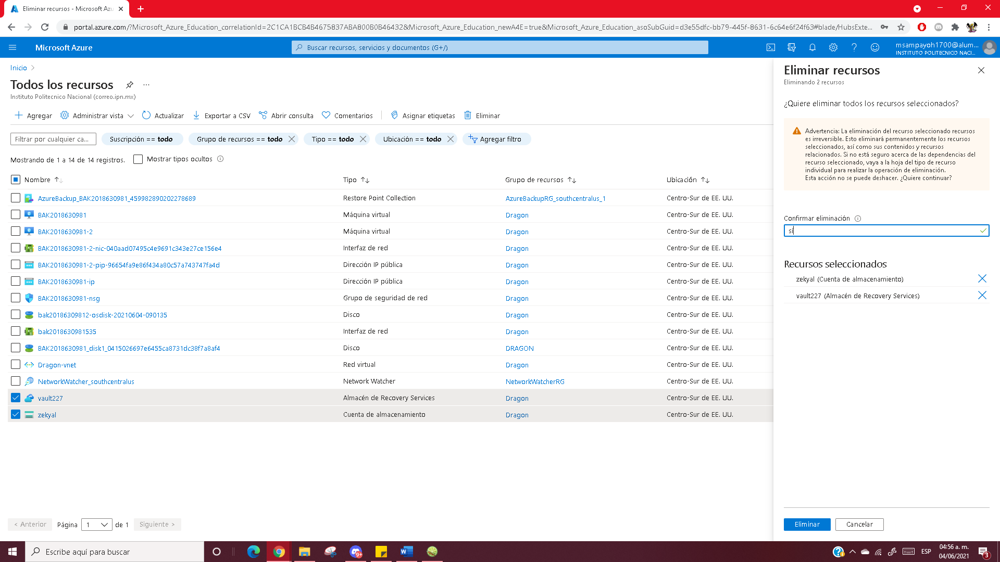 Eliminar recursos - Microsoft Azu
portal.azure.com/?Microsoft_Azure_Education_correlationId=2C1CA1BCB4B4675837ABA800B0B46432&Microsoft_Azure_Education_newA4E=true&Microsoft_Azure_Education_asoSubGuid=d3e55dfc-bb79-445f-8631-6c64e6f24f63#blade/HubsExte...
Microsoft Azure
Buscar recursos, servicios y documentos (G+/)
msampayoh1700@alum...
INSTITUTO POLITECNICO NACI...
Inicio
Todos los recursos
Instituto Politecnico Nacional (correo.ipn.mx)
Agregar
Administrar vista
Actualizar
Exportar a CSV
Abrir consulta
Comentarios
Asignar etiquetas
Eliminar
Filtrar por cualquier ca...
Suscripción == todo
Grupo de recursos == todo
Tipo == todo
Ubicación == todo
Agregar filtro
Mostrando de 1 a 14 de 14 registros.
Mostrar tipos ocultos
Nombre Tipo Grupo de recursos Ubicación
AzureBackup_BAK2018630981_459982890202278689 Restore Point Collection AzureBackupRG_southcentralus_1 Centro-Sur de EE. UU.
BAK2018630981 Máquina virtual Dragon Centro-Sur de EE. UU.
BAK2018630981-2 Máquina virtual Dragon Centro-Sur de EE. UU.
BAK2018630981-2-nic-040aad07495c4e9691c343e27ce156e4 Interfaz de red Dragon Centro-Sur de EE. UU.
BAK2018630981-2-pip-96654fa9e86f434a80c57a743747fa4d Dirección IP pública Dragon Centro-Sur de EE. UU.
BAK2018630981-ip Dirección IP pública Dragon Centro-Sur de EE. UU.
BAK2018630981-nsg Grupo de seguridad de red Dragon Centro-Sur de EE. UU.
bak20186309812-osdisk-20210604-090135 Disco Dragon Centro-Sur de EE. UU.
bak2018630981535 Interfaz de red Dragon Centro-Sur de EE. UU.
BAK2018630981_disk1_0415026697e6455ca8731dc38f7a8af4 Disco DRAGON Centro-Sur de EE. UU.
Dragon-vnet Red virtual Dragon Centro-Sur de EE. UU.
NetworkWatcher_southcentralus Network Watcher NetworkWatcherRG Centro-Sur de EE. UU.
vault227 Almacén de Recovery Services Dragon Centro-Sur de EE. UU.
zekyal Cuenta de almacenamiento Dragon Centro-Sur de EE. UU.
< Anterior Página 1 de 1 Siguiente >
Eliminar recursos
Eliminando 2 recursos
¿Quiere eliminar todos los recursos seleccionados?
Advertencia: La eliminación del recurso seleccionado recursos
es irreversible. Esto eliminará permanentemente los recursos
seleccionados, así como sus contenidos y recursos
relacionados. Si no está seguro acerca de las dependencias del
recurso seleccionado, vaya a la hoja del tipo de recurso
individual para realizar la operación de eliminación.
Esta acción no se puede deshacer. ¿Quiere continuar?
Confirmar eliminación
sí
Recursos seleccionados
zekyal (Cuenta de almacenamiento)
vault227 (Almacén de Recovery Services)
Eliminar
Cancelar
Escribe aquí para buscar
9+
ESP
04:56 a. m.
04/06/2021
3